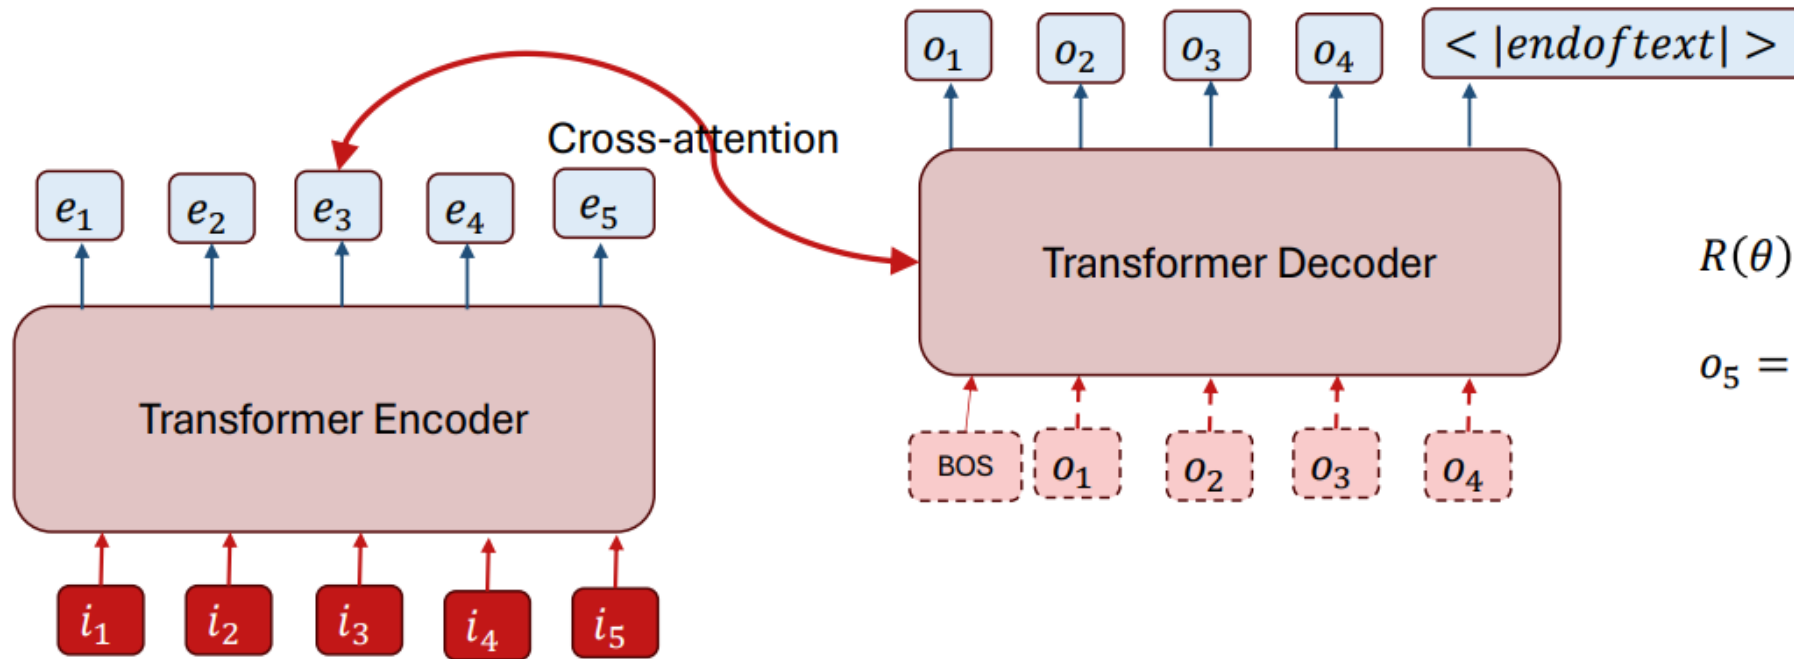 o₁ o₂ o₃ o₄ < |endoftext| >
Cross-attention
e₁ e₂ e₃ e₄ e₅
Transformer Decoder
R(θ)
o₅ =
Transformer Encoder
BOS o₁ o₂ o₃ o₄
i₁ i₂ i₃ i₄ i₅